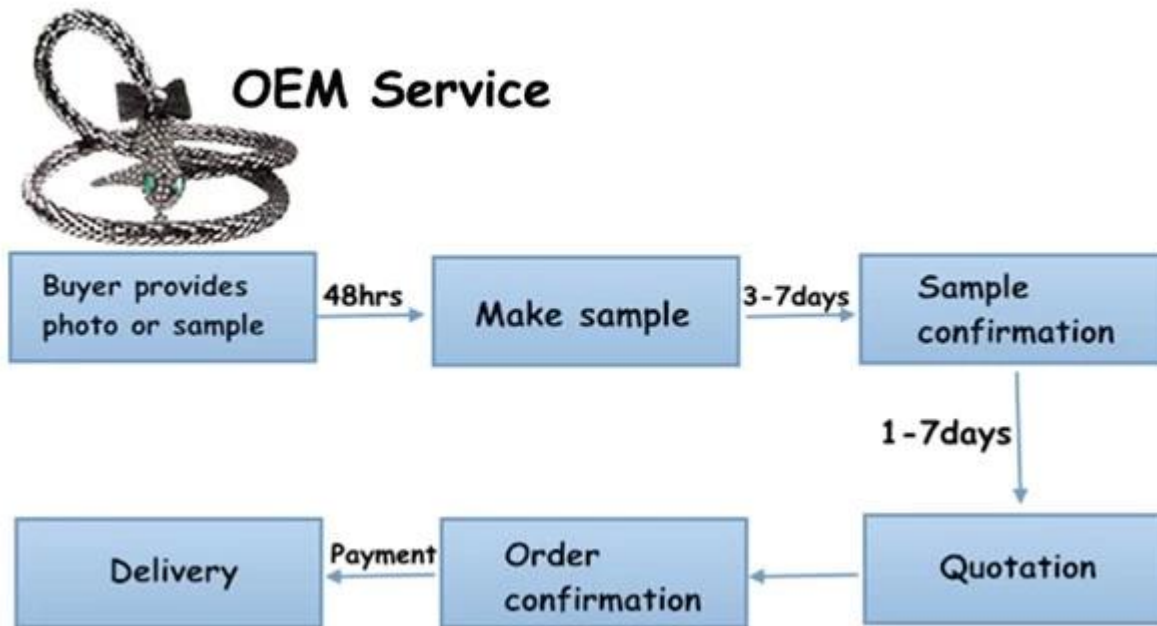 OEM Service
Buyer provides
photo or sample
48hrs
Make sample
3-7days
Sample
confirmation
1-7days
Quotation
Order
confirmation
Payment
Delivery